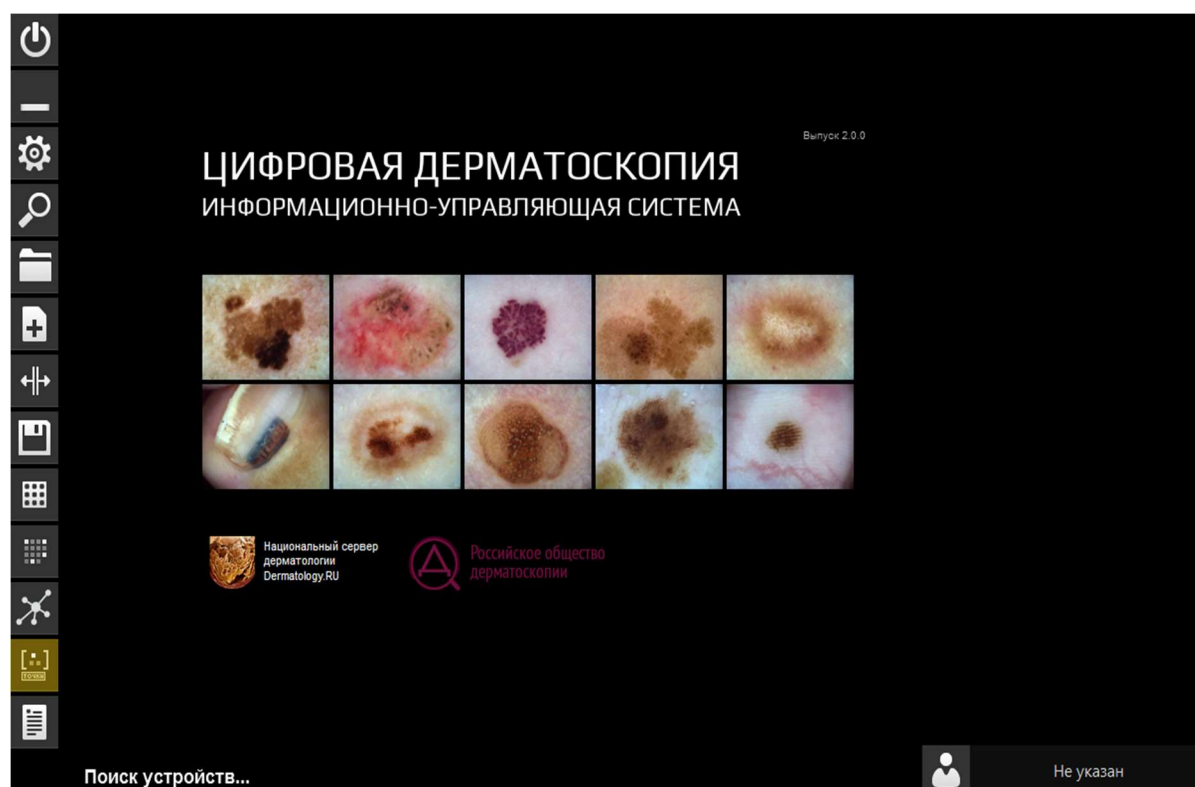 Выпуск 2.0.0
ЦИФРОВАЯ ДЕРМАТОСКОПИЯ
ИНФОРМАЦИОННО-УПРАВЛЯЮЩАЯ СИСТЕМА
Национальный сервер
дерматологии
Dermatology.RU
Российское общество
дерматоскопии
точки
Поиск устройств...
Не указан